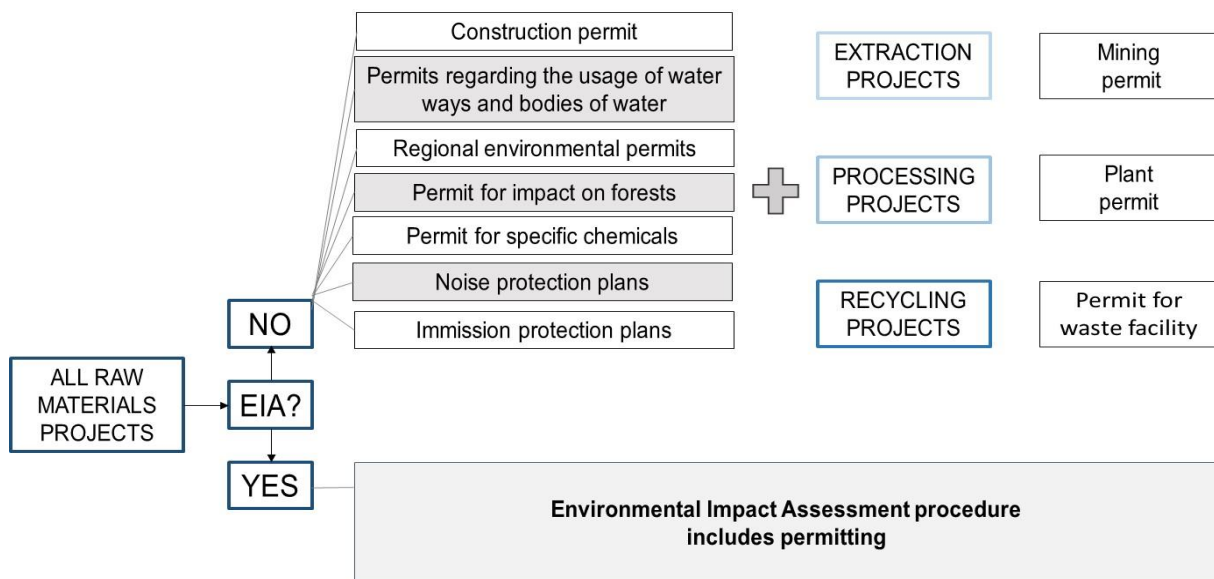 Construction permit
Permits regarding the usage of water
ways and bodies of water
Regional environmental permits
Permit for impact on forests
Permit for specific chemicals
Noise protection plans
Immission protection plans
EXTRACTION
PROJECTS
Mining
permit
PROCESSING
PROJECTS
Plant
permit
RECYCLING
PROJECTS
Permit for
waste facility
NO
ALL RAW
MATERIALS
PROJECTS
EIA?
YES
Environmental Impact Assessment procedure
includes permitting